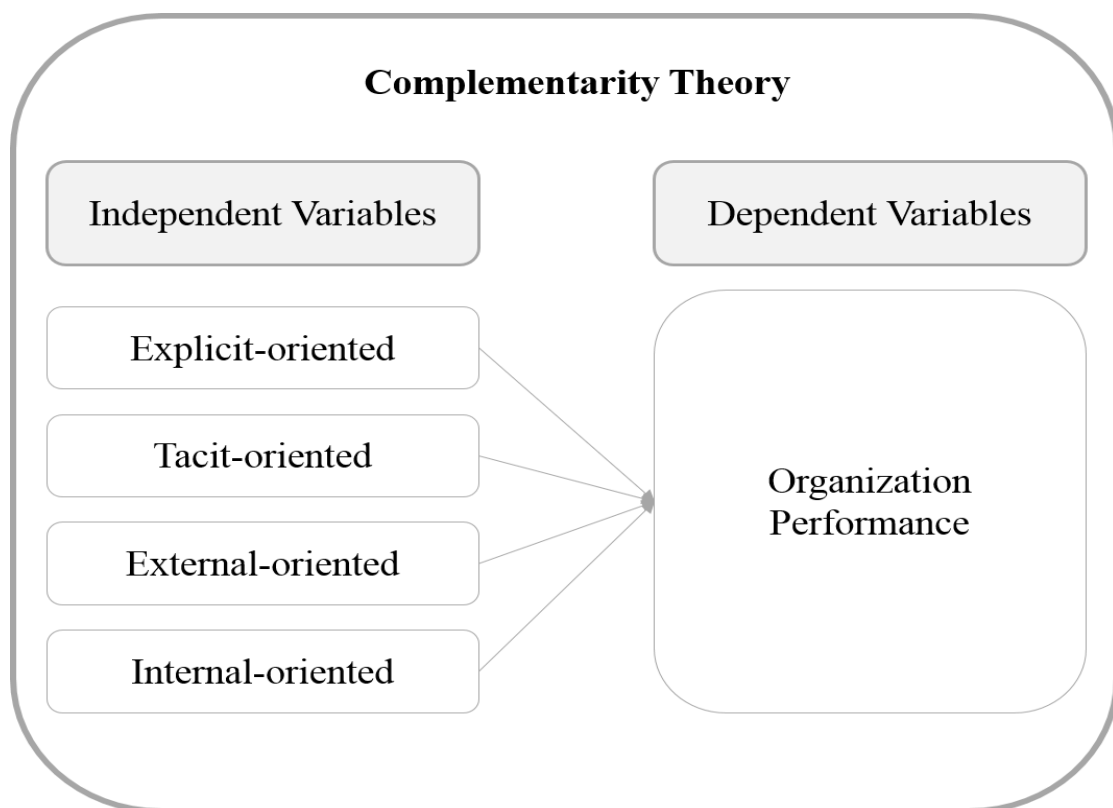 Complementarity Theory
Independent Variables
Dependent Variables
Explicit-oriented
Tacit-oriented
External-oriented
Internal-oriented
Organization
Performance